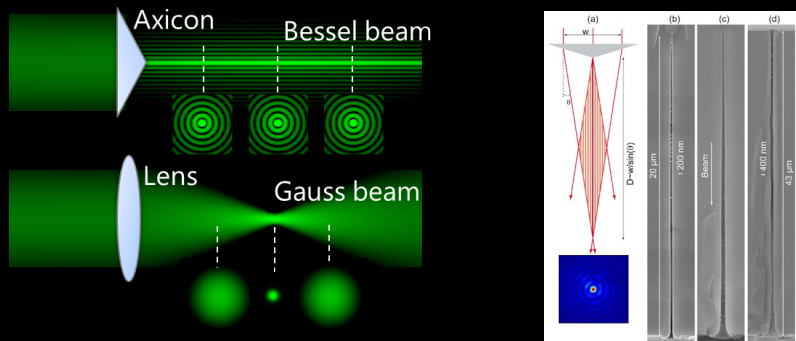 Axicon
Bessel beam
Lens
Gauss beam
(a)
w
θ
D~w/sin(θ)
(b)
20 µm
200 nm
(c)
Beam
(d)
400 nm
43 µm